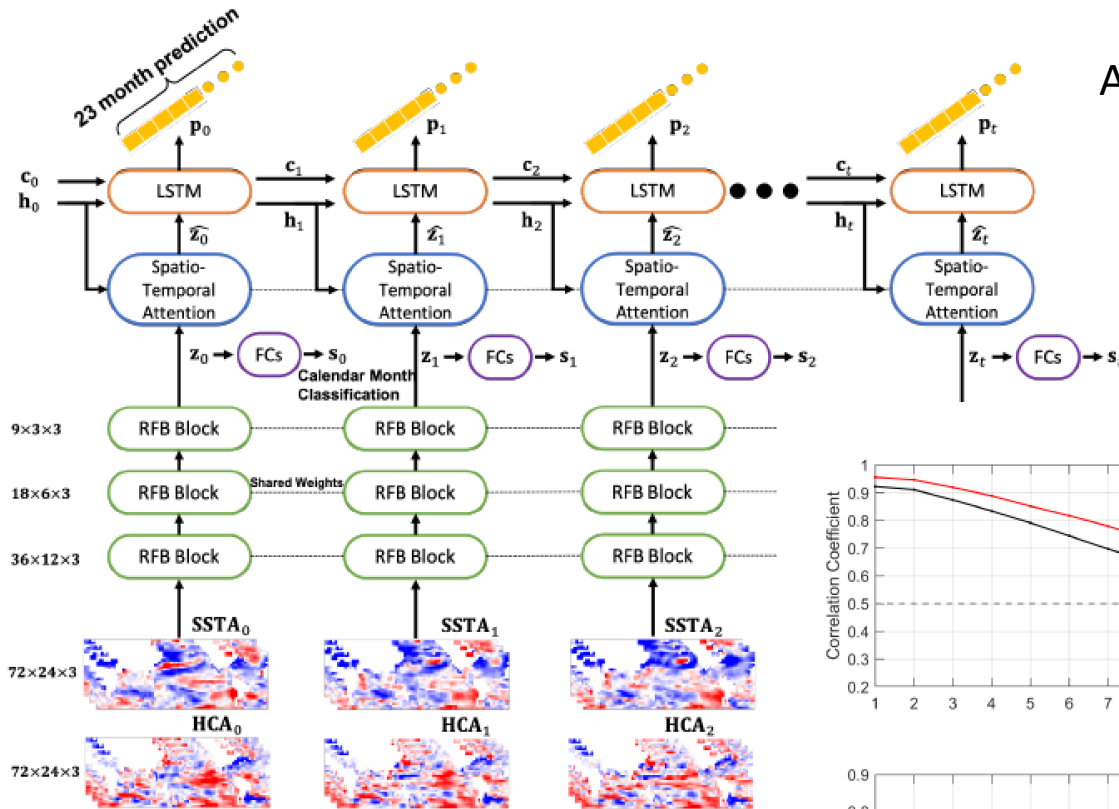 23 month prediction
A
p₀ p₁ p₂ pₜ
c₀ c₁ c₂ cₜ
LSTM LSTM LSTM LSTM
h₀ h₁ h₂ hₜ
ẑ₀ ẑ₁ ẑ₂ ẑₜ
Spatio- Spatio- Spatio- Spatio-
Temporal Temporal Temporal Temporal
Attention Attention Attention Attention
z₀ FCs s₀ z₁ FCs s₁ z₂ FCs s₂ zₜ FCs s
Calendar Month
Classification
9×3×3 RFB Block RFB Block RFB Block
18×6×3 RFB Block Shared Weights RFB Block RFB Block
36×12×3 RFB Block RFB Block RFB Block
SSTA₀ SSTA₁ SSTA₂
72×24×3
HCA₀ HCA₁ HCA₂
72×24×3
Correlation Coefficient
1
0.9
0.8
0.7
0.6
0.5
0.4
0.3
0.2
1 2 3 4 5 6 7
0.9